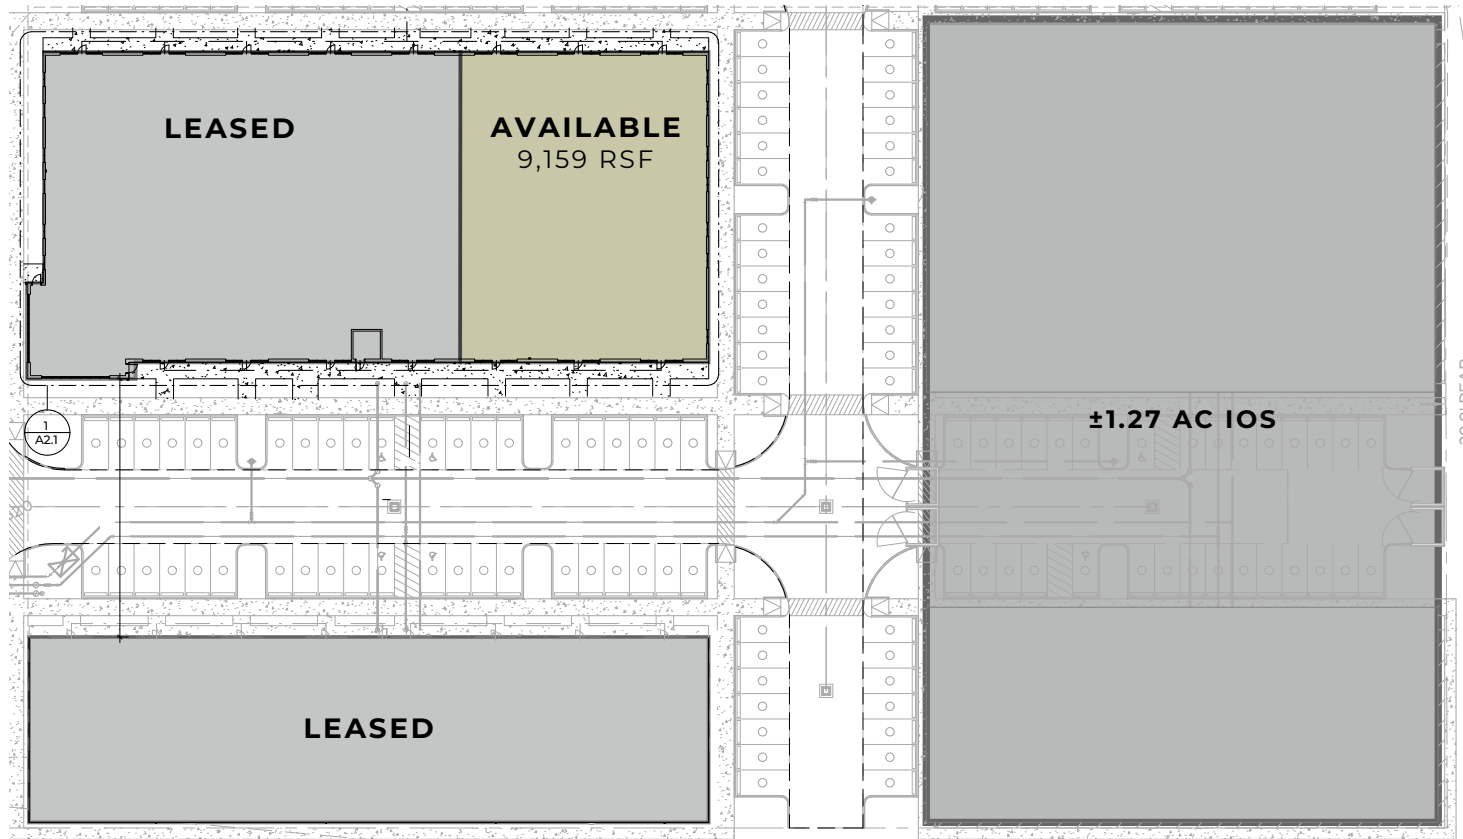 LEASED
AVAILABLE
9,159 RSF
±1.27 AC IOS
1
A2.1
LEASED